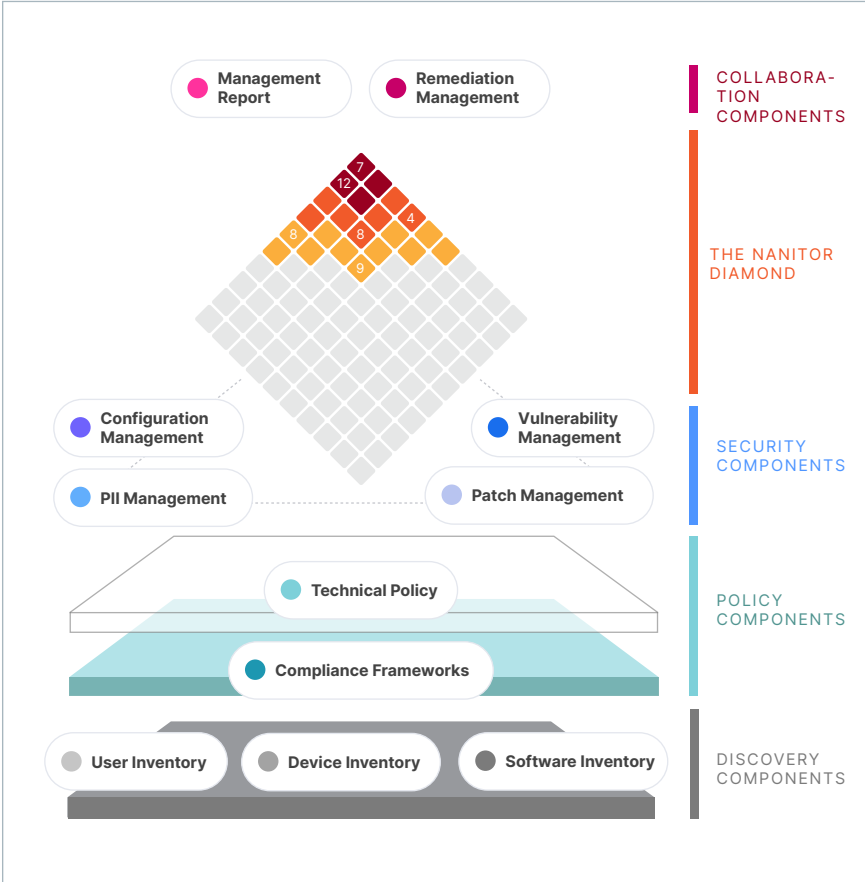 Management
Report
Remediation
Management
COLLABORA-
TION
COMPONENTS
7
12
4
8
8
9
THE NANITOR
DIAMOND
Configuration
Management
Vulnerability
Management
PII Management
Patch Management
SECURITY
COMPONENTS
Technical Policy
Compliance Frameworks
POLICY
COMPONENTS
User Inventory
Device Inventory
Software Inventory
DISCOVERY
COMPONENTS